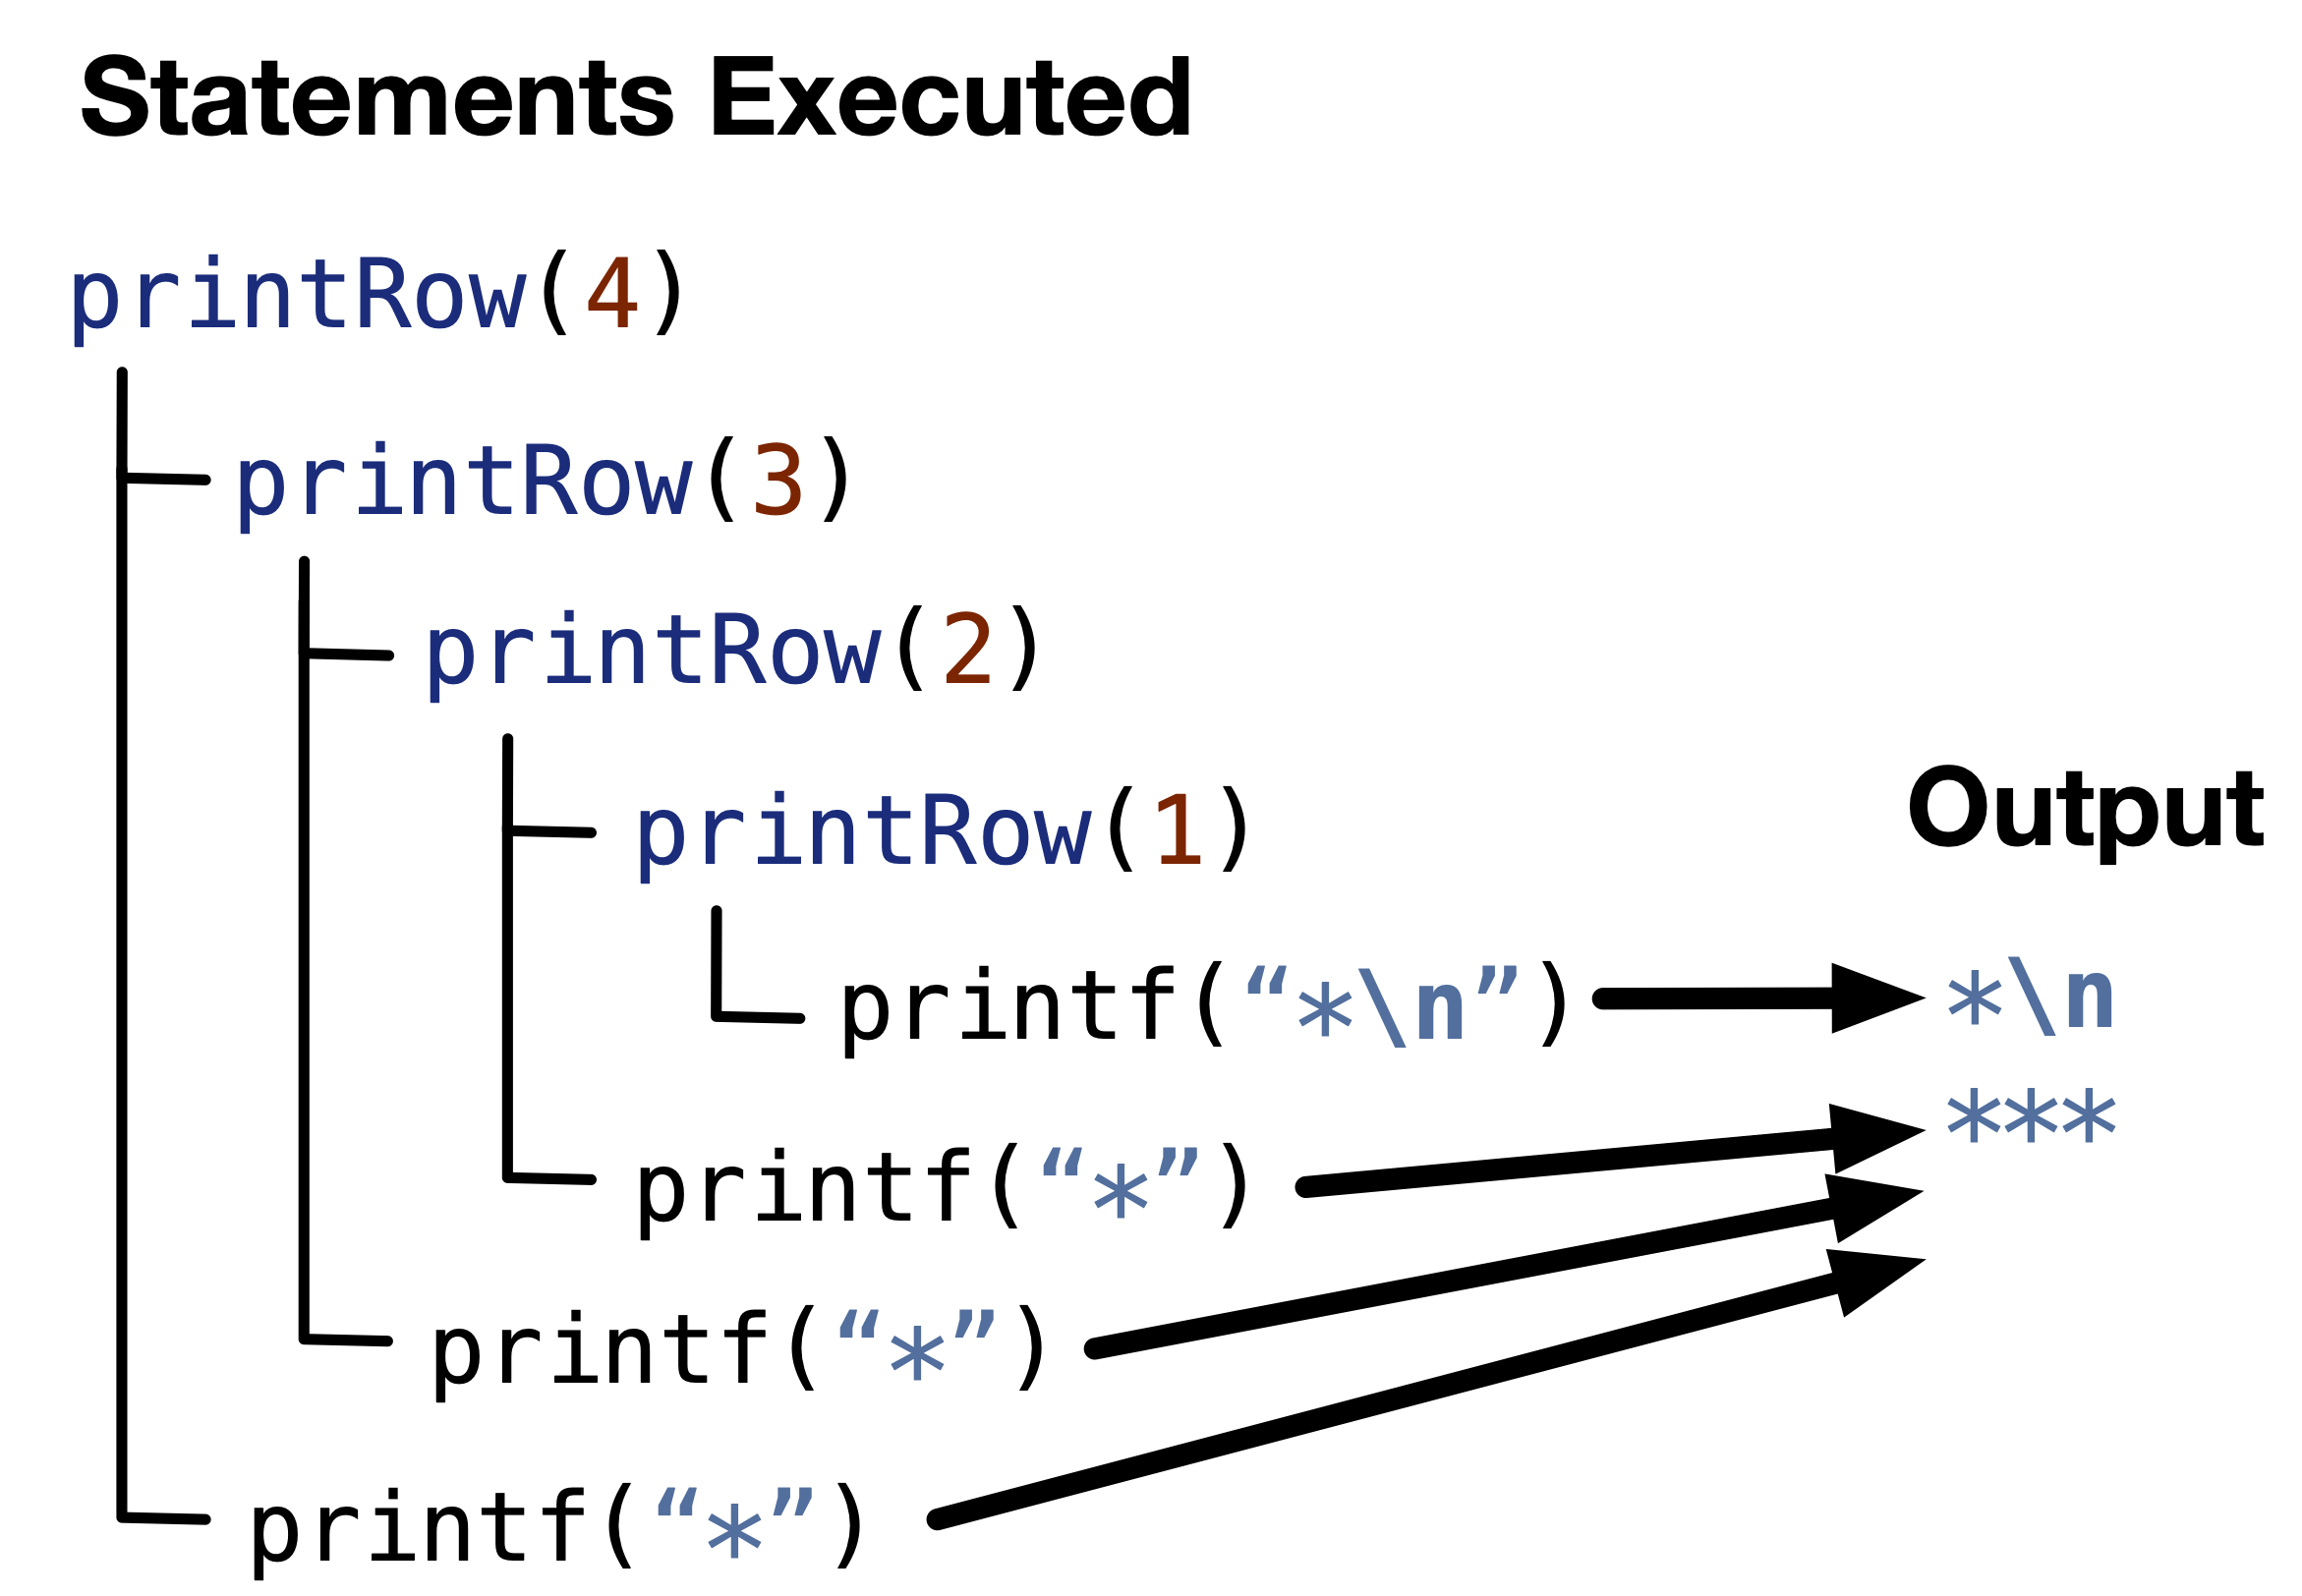 Statements Executed
printRow(4)
printRow(3)
printRow(2)
printRow(1)
printf(“*\n”)
printf(“*”)
printf(“*”)
printf(“*”)
Output
*\n
***